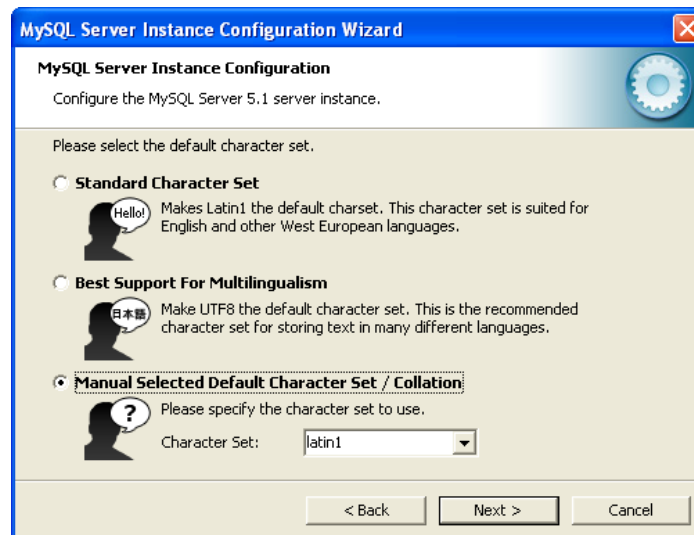 MySQL Server Instance Configuration Wizard
MySQL Server Instance Configuration
Configure the MySQL Server 5.1 server instance.
Please select the default character set.
Standard Character Set
Hello!
Makes Latin1 the default charset. This character set is suited for
English and other West European languages.
Best Support For Multilingualism
日本語
Make UTF8 the default character set. This is the recommended
character set for storing text in many different languages.
Manual Selected Default Character Set / Collation
?
Please specify the character set to use.
Character Set: latin1
< Back Next > Cancel